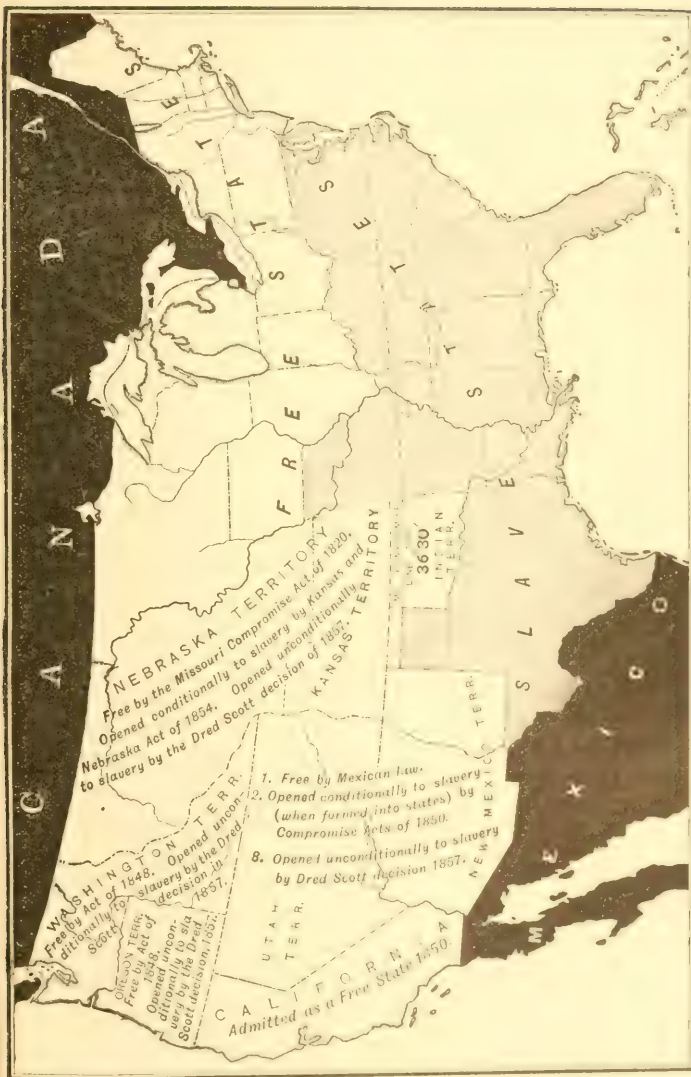 CANADA
FREE STATES
SLAVE STATES
MEXICO
WASHINGTON TERR.
Free by Act of 1848. Opened uncon-
ditionally to slavery by the Dred
Scott decision in
1857.
OREGON TERR.
Free by Act of
1848.
Opened uncon-
ditionally to sla
very by the Dred
Scott decision, 1857.
NEBRASKA TERRITORY
Free by the Missouri Compromise Act of 1820.
Opened conditionally to slavery by Kansas and
Nebraska Act of 1854. Opened unconditionally
to slavery by the Dred Scott decision of 1857.
KANSAS TERRITORY
UTAH
TERR.
1. Free by Mexican law.
2. Opened conditionally to slavery
(when formed into states) by
Compromise Acts of 1850.
8. Opened unconditionally to slavery
by Dred Scott decision 1857.
NEW MEXICO TERR.
CALIFORNIA
Admitted as a Free State 1850.
36°30'
INDIAN
TERR.